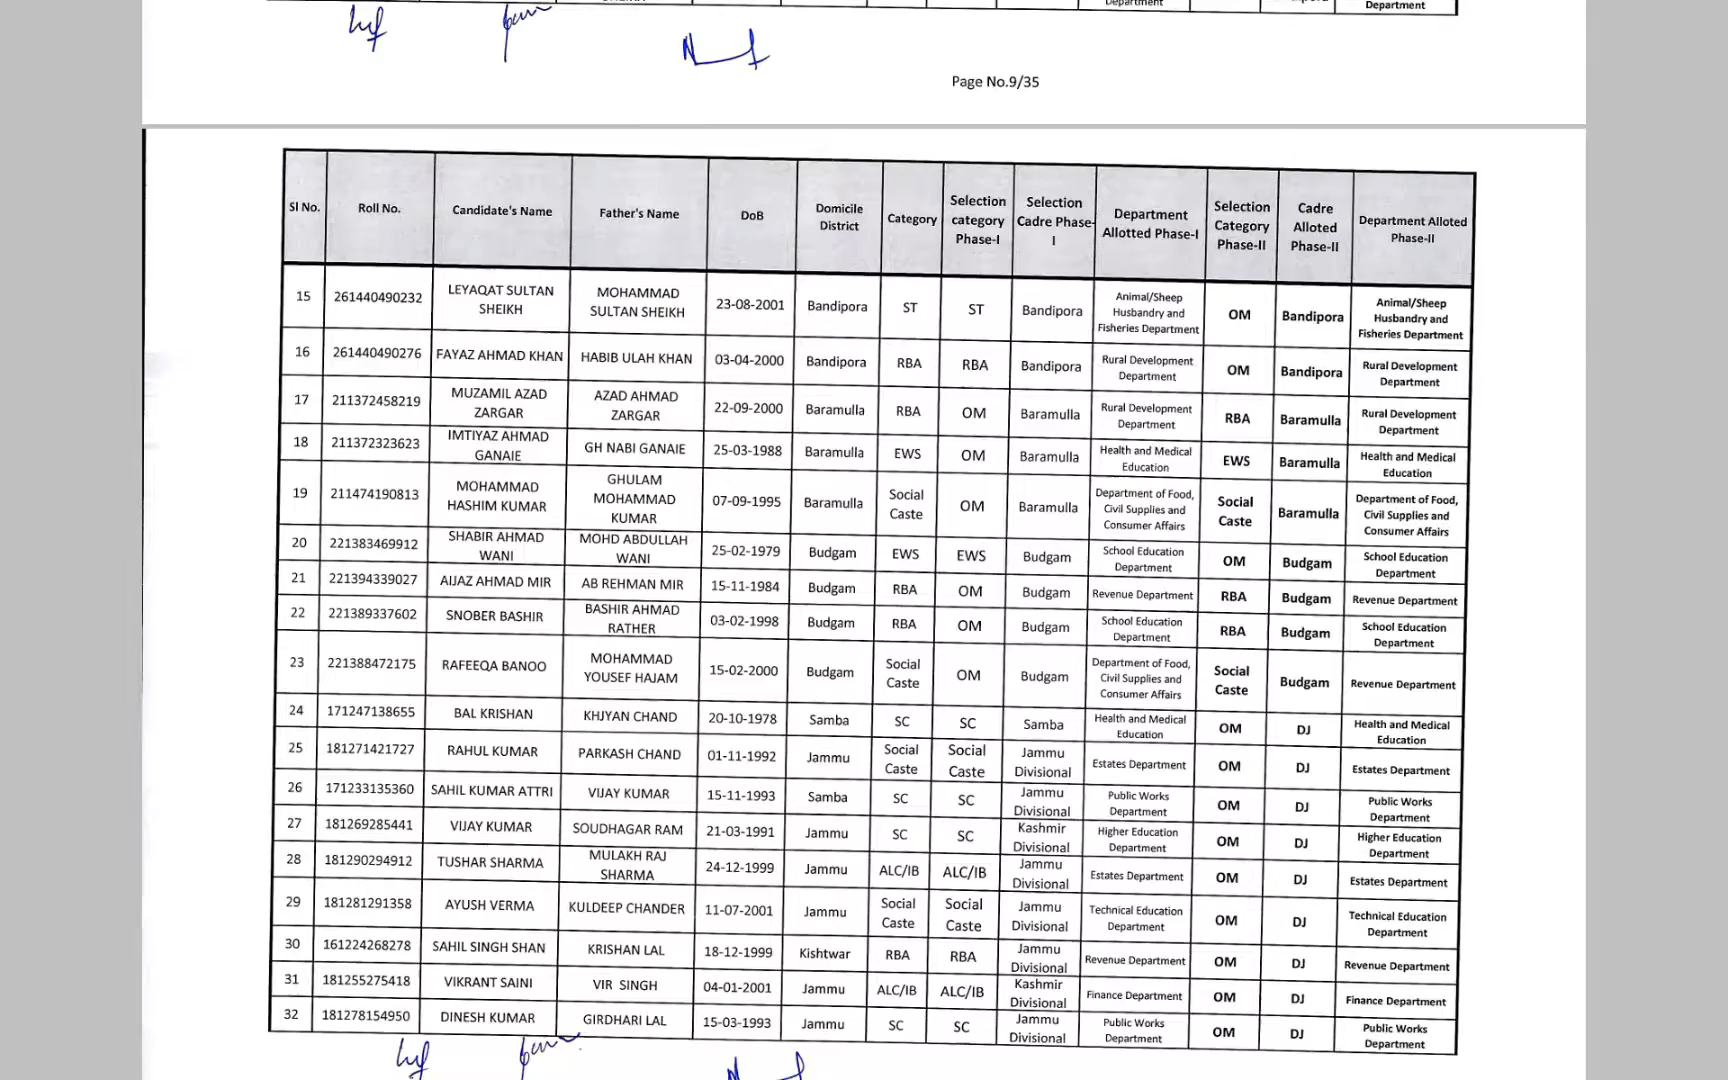 Department
Department
Page No.9/35
Sl No. Roll No. Candidate's Name Father's Name DoB Domicile District Category Selection category Phase-I Selection Cadre Phase-I Department Allotted Phase-I Selection Category Phase-II Cadre Alloted Phase-II Department Alloted Phase-II
15 261440490232 LEYAQAT SULTAN SHEIKH MOHAMMAD SULTAN SHEIKH 23-08-2001 Bandipora ST ST Bandipora Animal/Sheep Husbandry and Fisheries Department OM Bandipora Animal/Sheep Husbandry and Fisheries Department
16 261440490276 FAYAZ AHMAD KHAN HABIB ULAH KHAN 03-04-2000 Bandipora RBA RBA Bandipora Rural Development Department OM Bandipora Rural Development Department
17 211372458219 MUZAMIL AZAD ZARGAR AZAD AHMAD ZARGAR 22-09-2000 Baramulla RBA OM Baramulla Rural Development Department RBA Baramulla Rural Development Department
18 211372323623 IMTIYAZ AHMAD GANAIE GH NABI GANAIE 25-03-1988 Baramulla EWS OM Baramulla Health and Medical Education EWS Baramulla Health and Medical Education
19 211474190813 MOHAMMAD HASHIM KUMAR GHULAM MOHAMMAD KUMAR 07-09-1995 Baramulla Social Caste OM Baramulla Department of Food, Civil Supplies and Consumer Affairs Social Caste Baramulla Department of Food, Civil Supplies and Consumer Affairs
20 221383469912 SHABIR AHMAD WANI MOHD ABDULLAH WANI 25-02-1979 Budgam EWS EWS Budgam School Education Department OM Budgam School Education Department
21 221394339027 AIJAZ AHMAD MIR AB REHMAN MIR 15-11-1984 Budgam RBA OM Budgam Revenue Department RBA Budgam Revenue Department
22 221389337602 SNOBER BASHIR BASHIR AHMAD RATHER 03-02-1998 Budgam RBA OM Budgam School Education Department RBA Budgam School Education Department
23 221388472175 RAFEEQA BANOO MOHAMMAD YOUSEF HAJAM 15-02-2000 Budgam Social Caste OM Budgam Department of Food, Civil Supplies and Consumer Affairs Social Caste Budgam Revenue Department
24 171247138655 BAL KRISHAN KHJYAN CHAND 20-10-1978 Samba SC SC Samba Health and Medical Education OM DJ Health and Medical Education
25 181271421727 RAHUL KUMAR PARKASH CHAND 01-11-1992 Jammu Social Caste Social Caste Jammu Divisional Estates Department OM DJ Estates Department
26 171233135360 SAHIL KUMAR ATTRI VIJAY KUMAR 15-11-1993 Samba SC SC Jammu Divisional Public Works Department OM DJ Public Works Department
27 181269285441 VIJAY KUMAR SOUDHAGAR RAM 21-03-1991 Jammu SC SC Kashmir Divisional Higher Education Department OM DJ Higher Education Department
28 181290294912 TUSHAR SHARMA MULAKH RAJ SHARMA 24-12-1999 Jammu ALC/IB ALC/IB Jammu Divisional Estates Department OM DJ Estates Department
29 181281291358 AYUSH VERMA KULDEEP CHANDER 11-07-2001 Jammu Social Caste Social Caste Jammu Divisional Technical Education Department OM DJ Technical Education Department
30 161224268278 SAHIL SINGH SHAN KRISHAN LAL 18-12-1999 Kishtwar RBA RBA Jammu Divisional Revenue Department OM DJ Revenue Department
31 181255275418 VIKRANT SAINI VIR SINGH 04-01-2001 Jammu ALC/IB ALC/IB Kashmir Divisional Finance Department OM DJ Finance Department
32 181278154950 DINESH KUMAR GIRDHARI LAL 15-03-1993 Jammu SC SC Jammu Divisional Public Works Department OM DJ Public Works Department